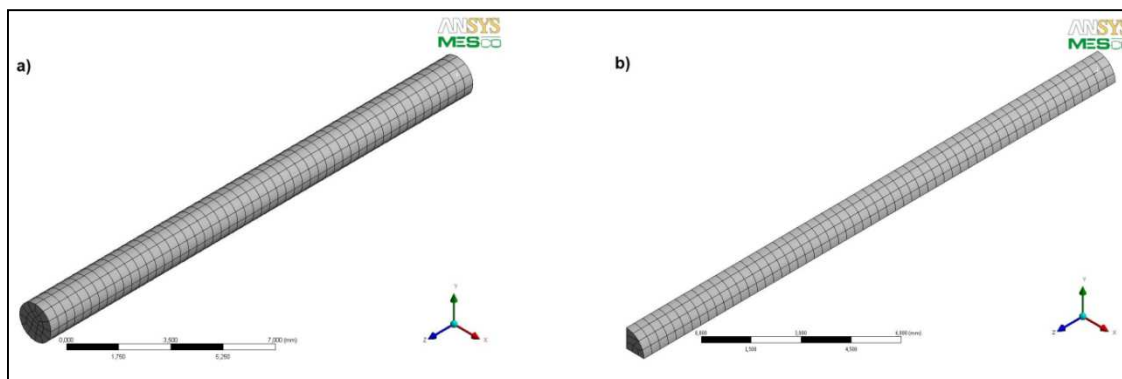 ANSYS
MESCO
a)
0,000
3,500
7,000 (mm)
1,750
5,250
Y
Z
X
ANSYS
MESCO
b)
0,000
3,000
6,000 (mm)
1,500
4,500
Y
Z
X